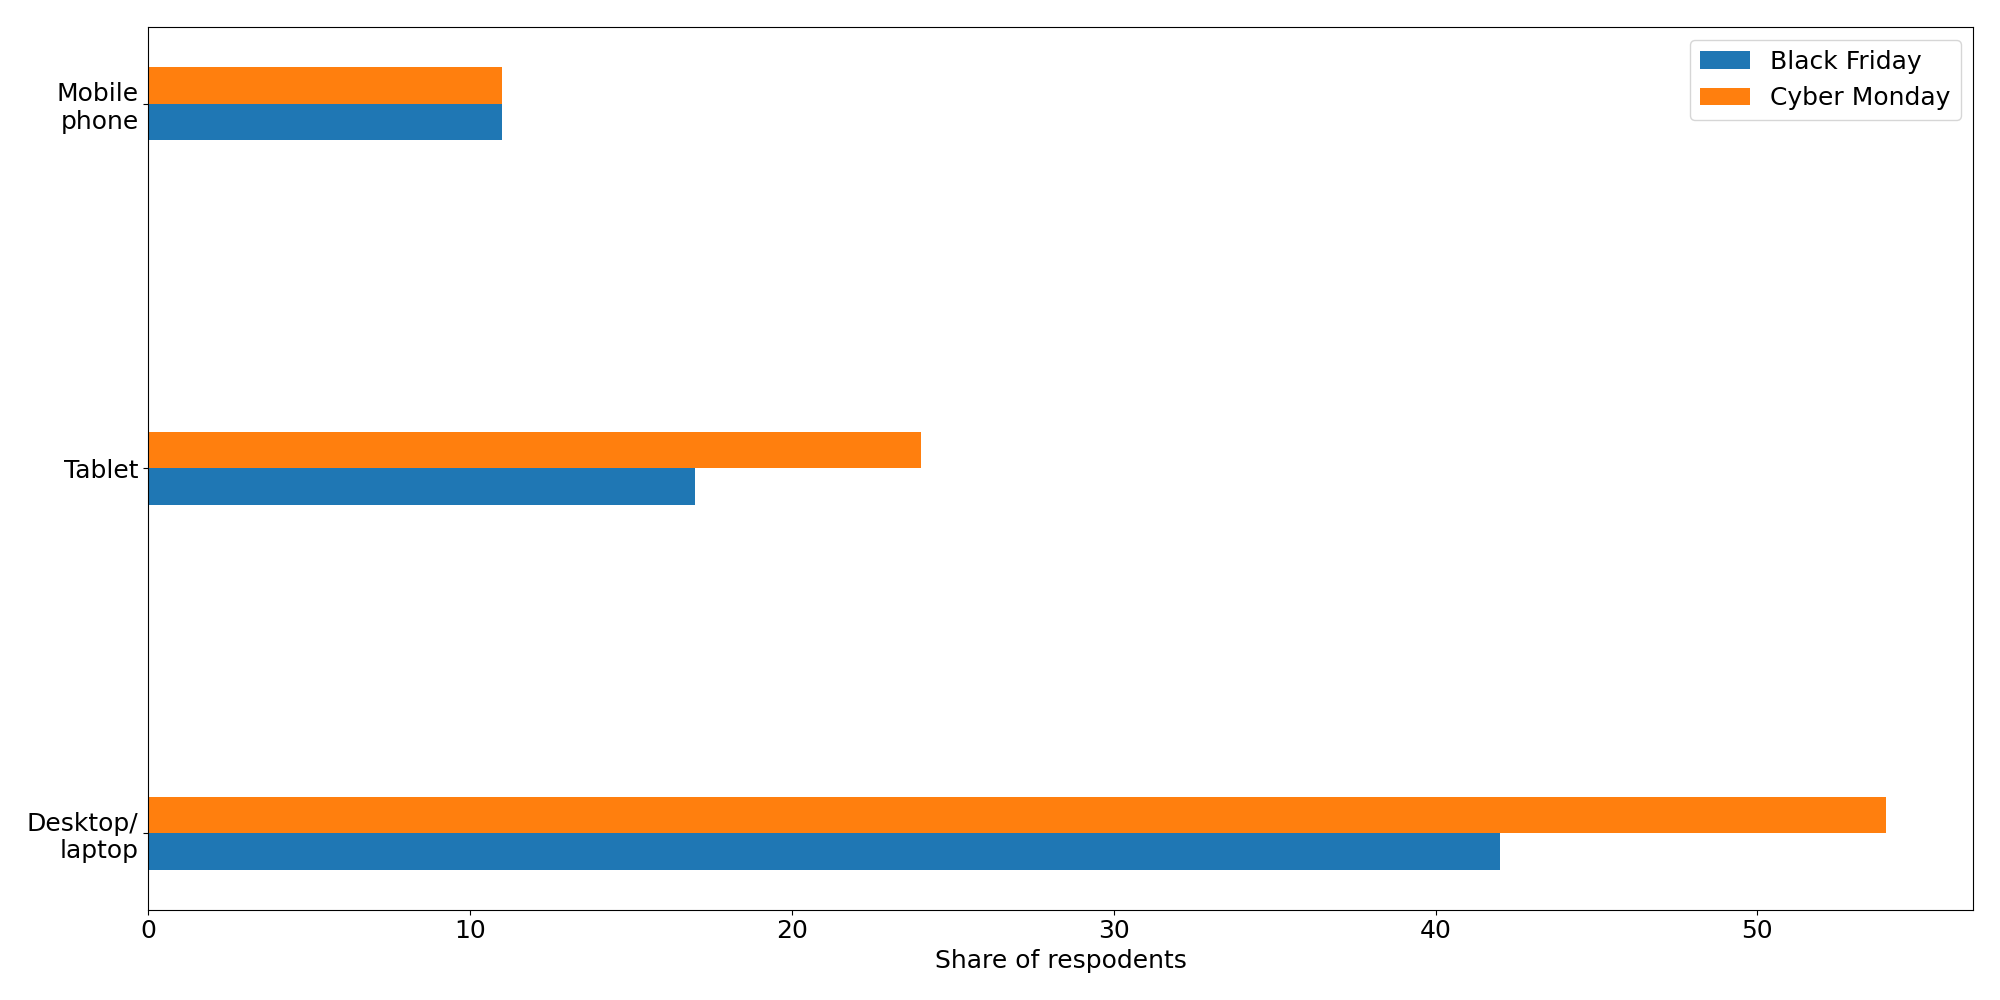 Black Friday
Cyber Monday
Mobile
phone
Tablet
Desktop/
laptop
0 10 20 30 40 50
Share of respodents